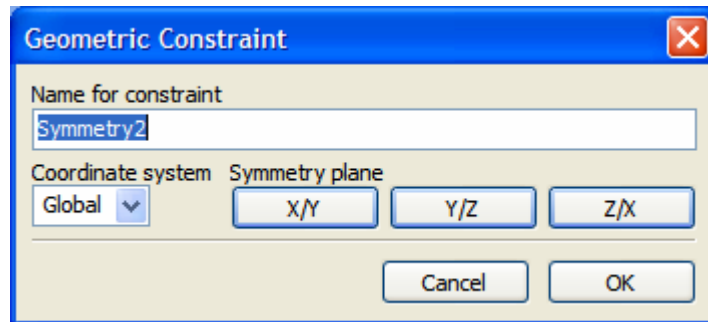 Geometric Constraint
Name for constraint
Symmetry2
Coordinate system Symmetry plane
Global X/Y Y/Z Z/X
Cancel OK